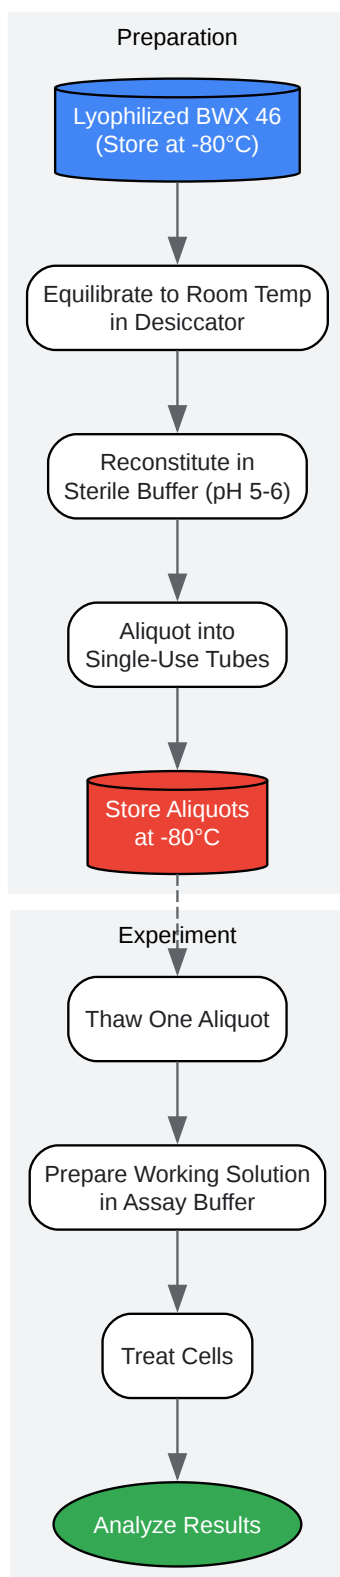 Preparation
Lyophilized BWX 46
(Store at -80°C)
Equilibrate to Room Temp
in Desiccator
Reconstitute in
Sterile Buffer (pH 5-6)
Aliquot into
Single-Use Tubes
Store Aliquots
at -80°C
Experiment
Thaw One Aliquot
Prepare Working Solution
in Assay Buffer
Treat Cells
Analyze Results